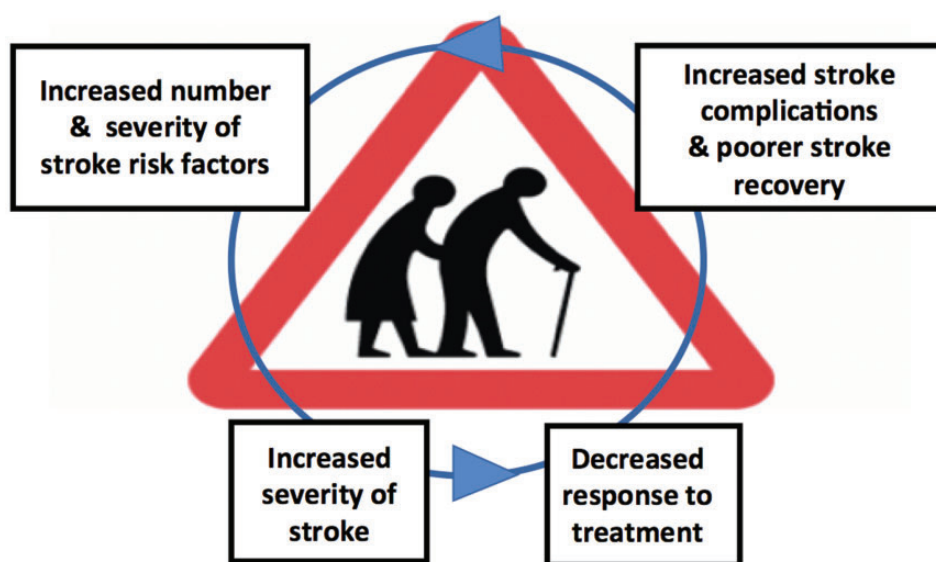 Increased number
& severity of
stroke risk factors
Increased stroke
complications
& poorer stroke
recovery
Increased
severity of
stroke
Decreased
response to
treatment